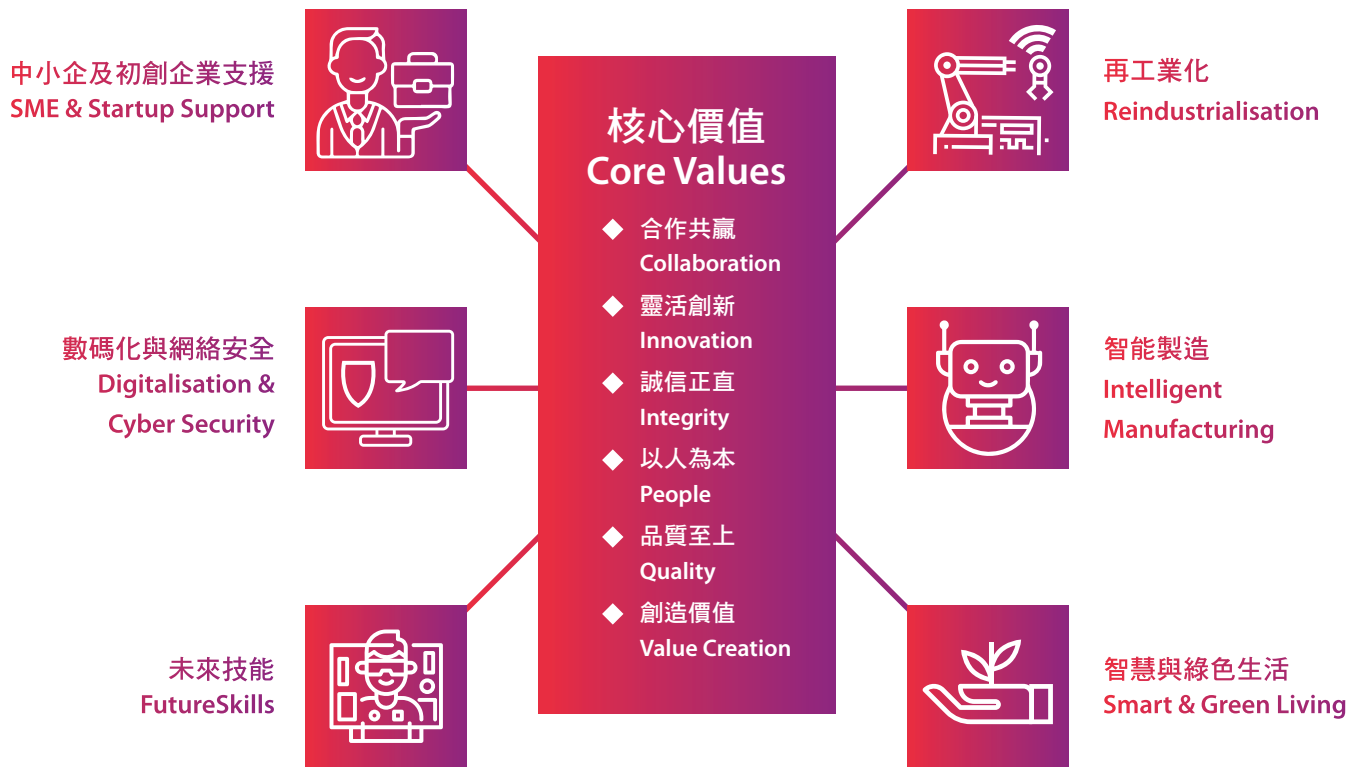 中小企及初創企業支援
SME & Startup Support
數碼化與網絡安全
Digitalisation &
Cyber Security
未來技能
FutureSkills
核心價值
Core Values
合作共贏
Collaboration
靈活創新
Innovation
誠信正直
Integrity
以人為本
People
品質至上
Quality
創造價值
Value Creation
再工業化
Reindustrialisation
智能製造
Intelligent
Manufacturing
智慧與綠色生活
Smart & Green Living